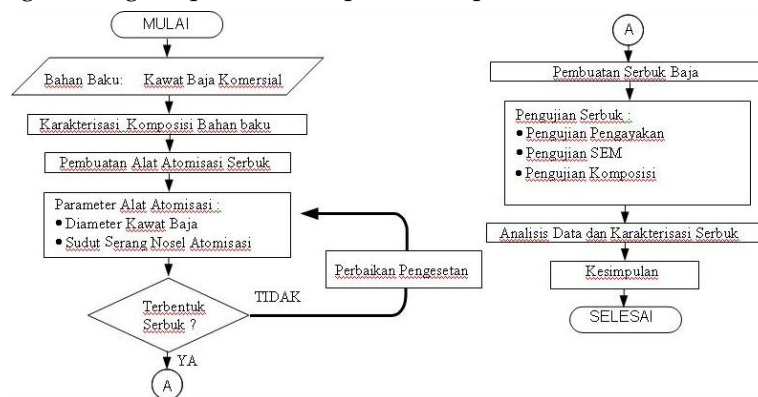 MULAI
Bahan Baku: Kawat Baja Komersial
Karakterisasi Komposisi Bahan baku
Pembuatan Alat Atomisasi Serbuk
Parameter Alat Atomisasi :
• Diameter Kawat Baja
• Sudut Serang Nosel Atomisasi
Perbaikan Pengesetan
Terbentuk
Serbuk ?
TIDAK
YA
A
A
Pembuatan Serbuk Baja
Pengujian Serbuk :
• Pengujian Pengayakan
• Pengujian SEM
• Pengujian Komposisi
Analisis Data dan Karakterisasi Serbuk
Kesimpulan
SELESAI